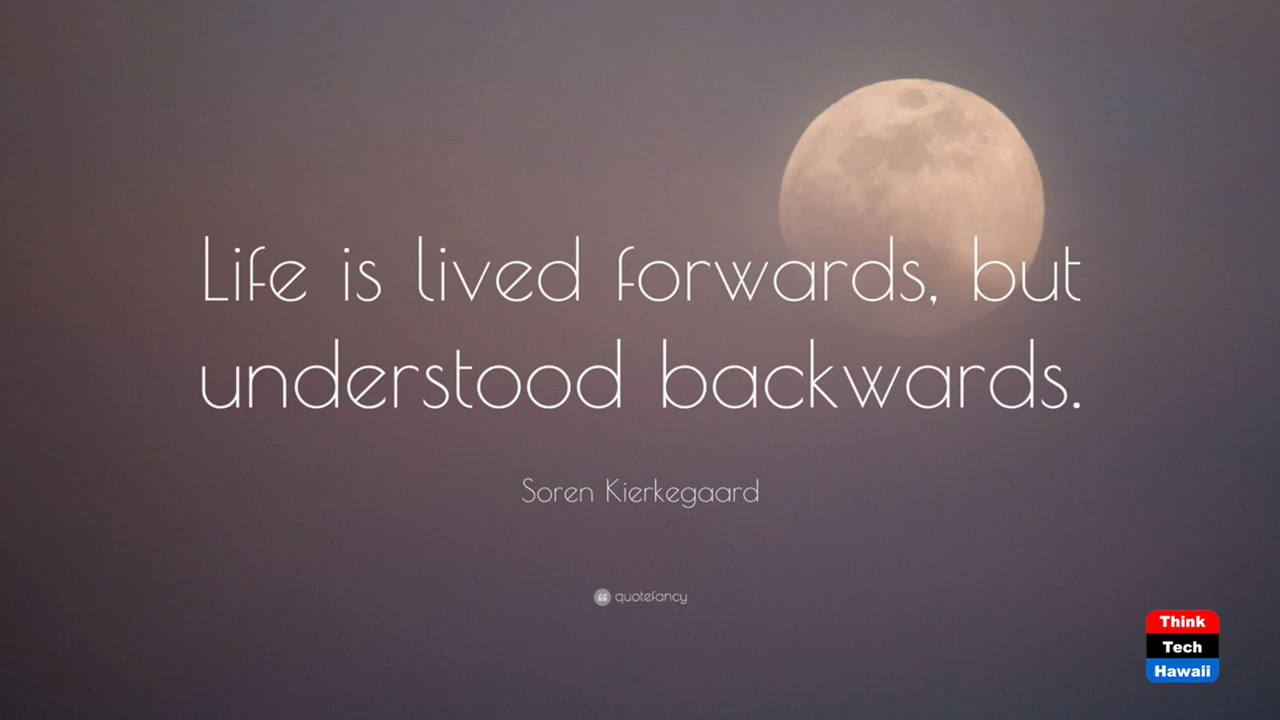 Life is lived forwards, but
understood backwards.
Soren Kierkegaard
quotefancy
Think
Tech
Hawaii